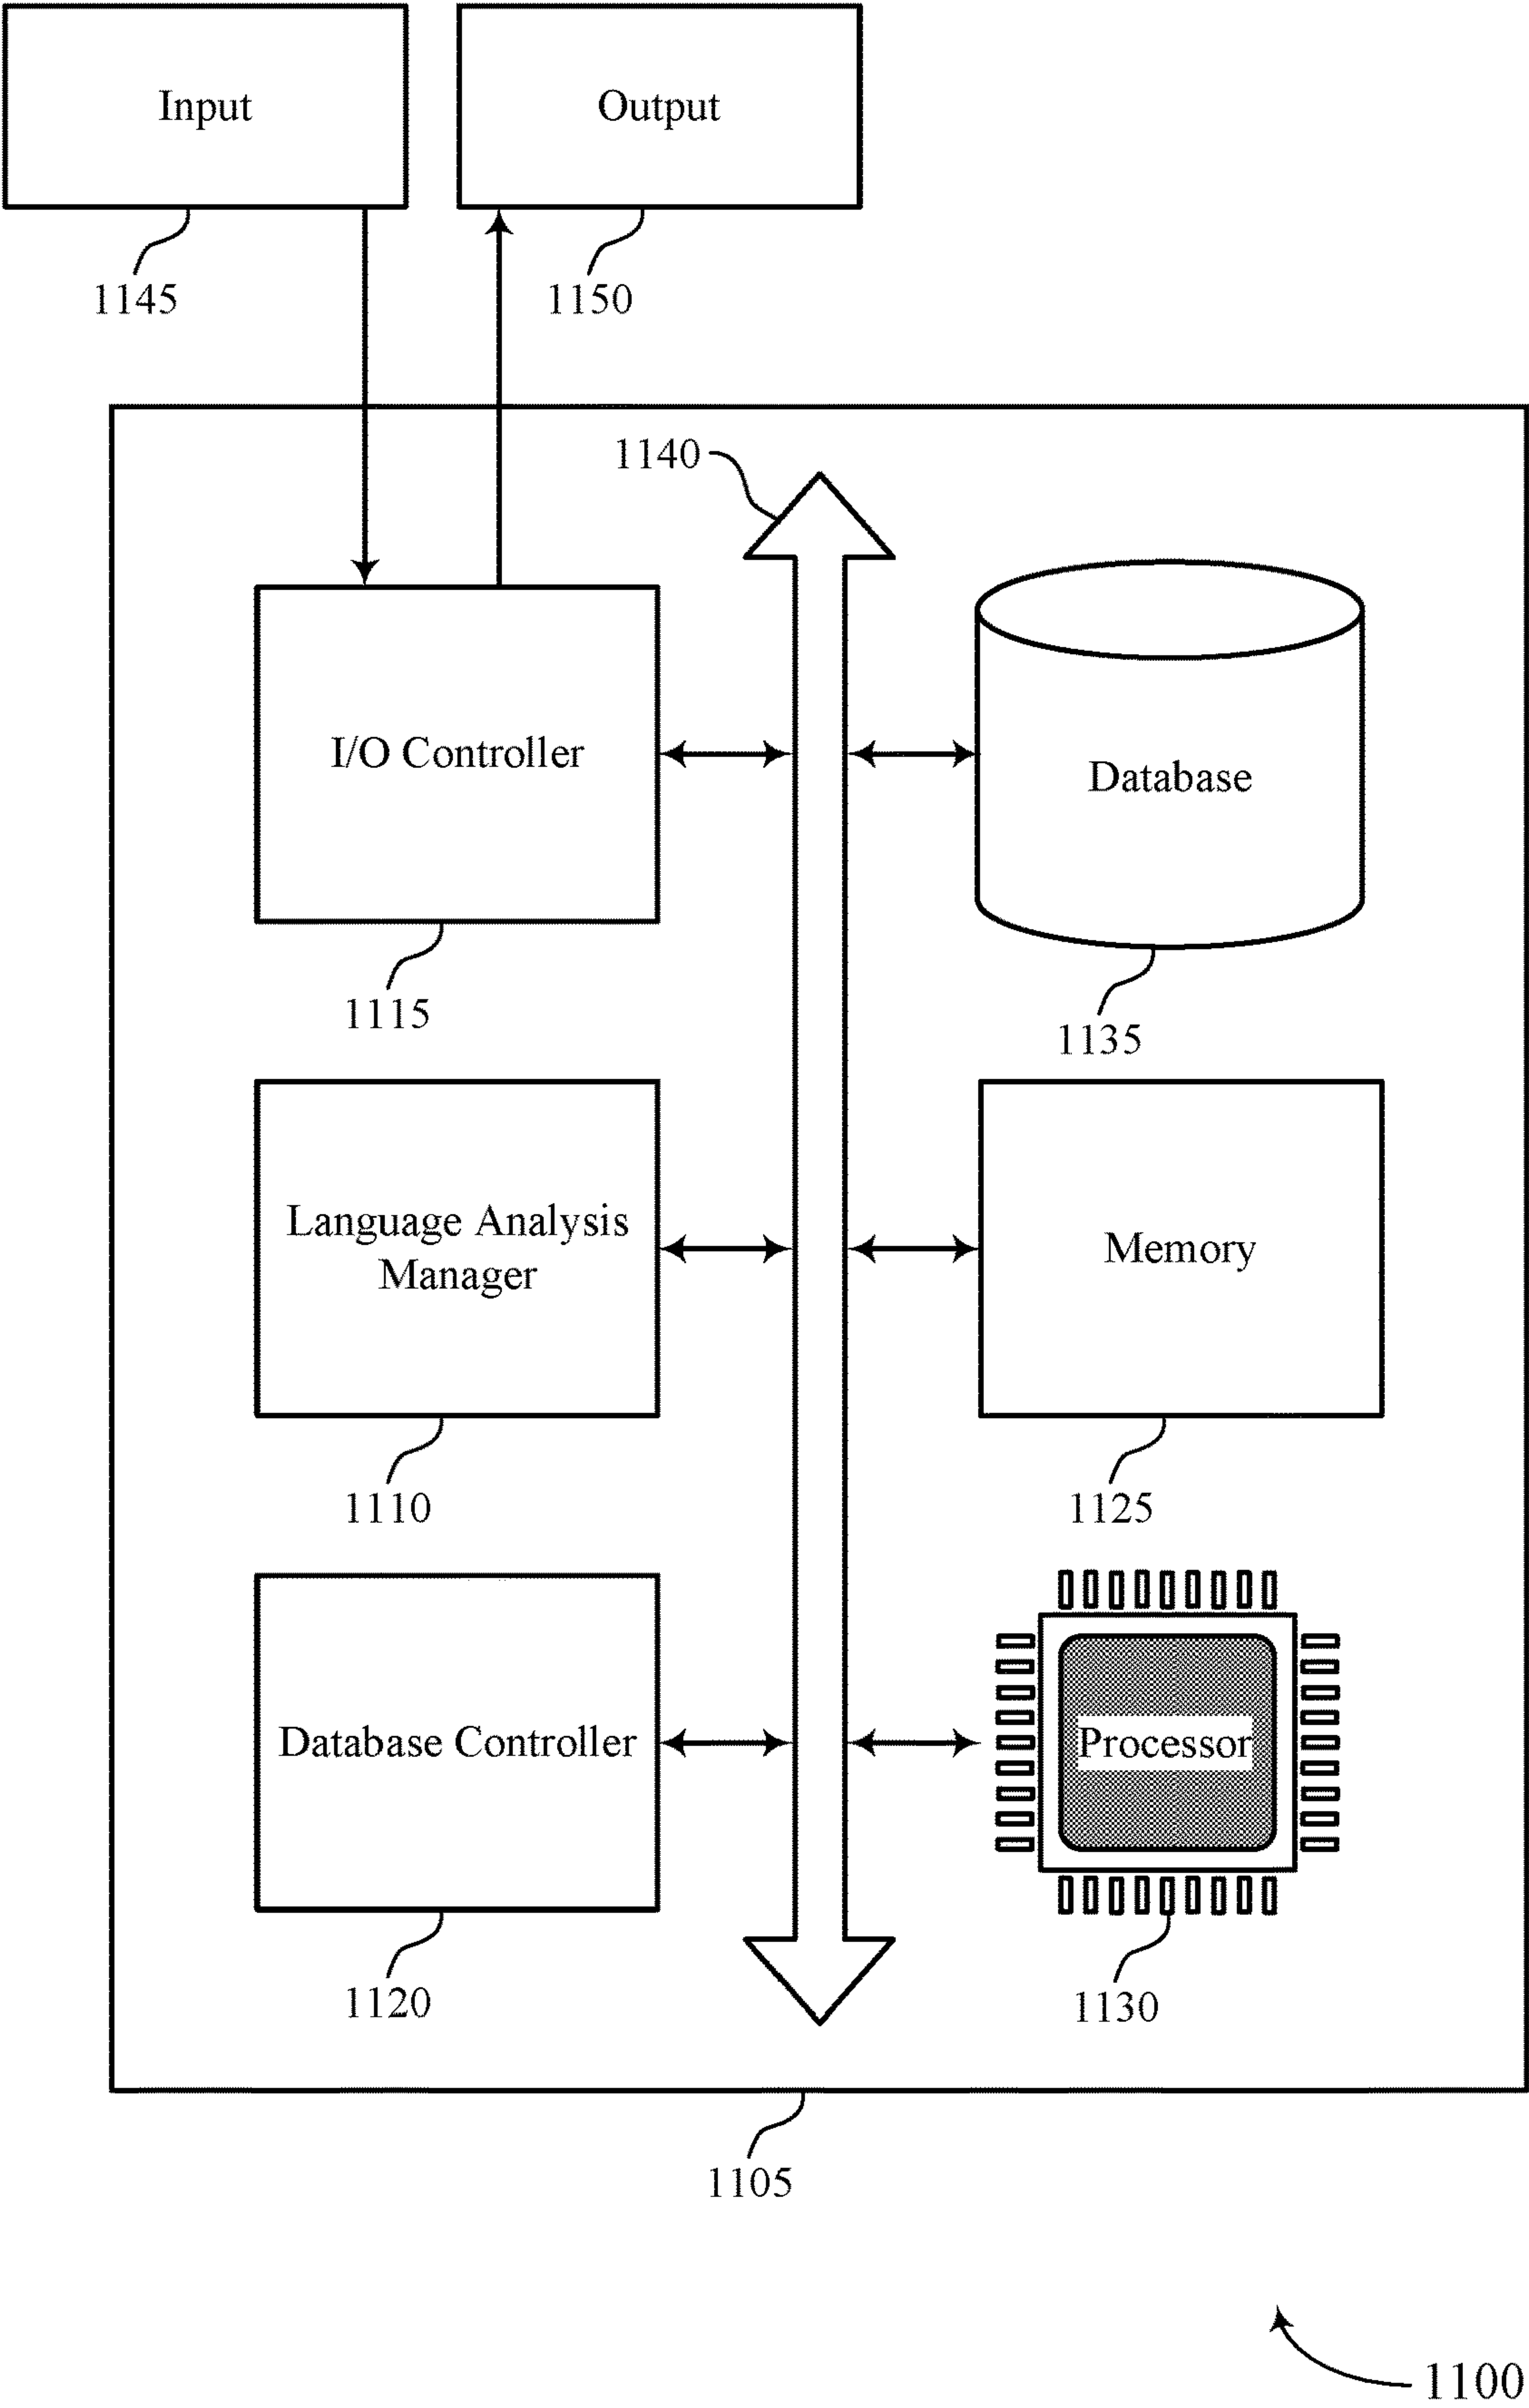 Input
Output
1145
1150
1140
I/O Controller
Database
1115
1135
Language Analysis
Manager
Memory
1110
1125
Database Controller
Processor
1120
1130
1105
1100